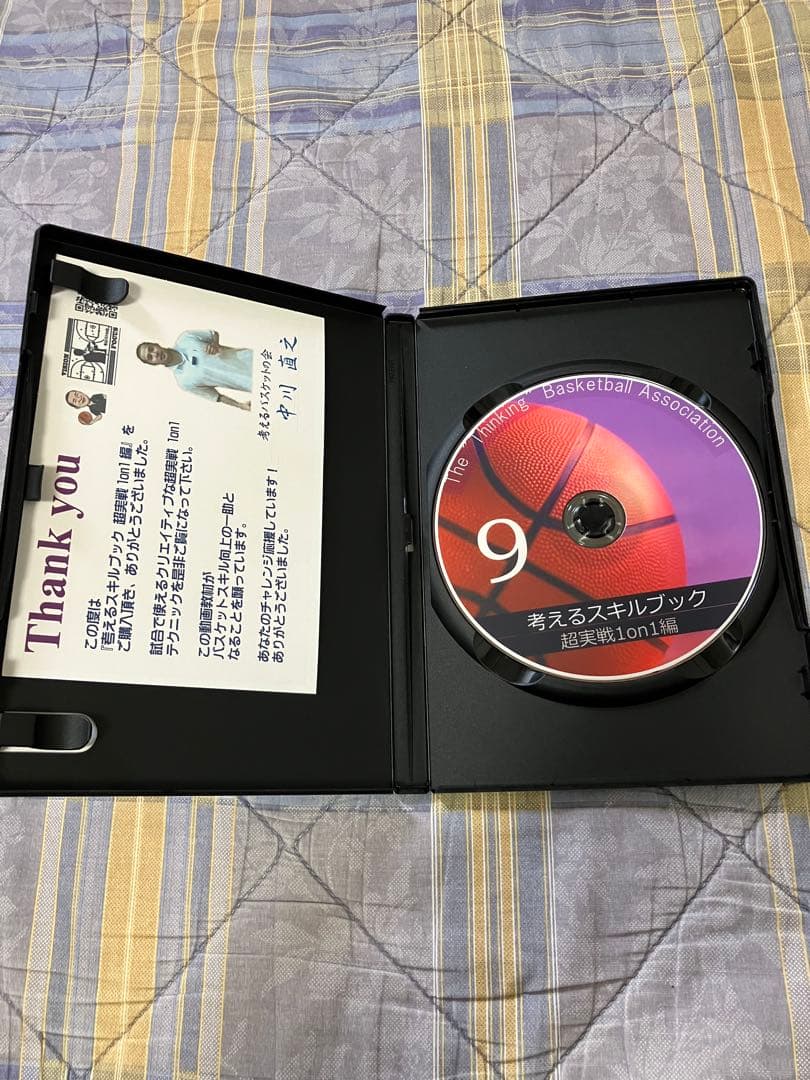 Thank you
この度は
『考えるスキルブック 超実戦 1on1 編』を
ご購入頂き、ありがとうございました。
試合で使えるクリエイティブな超実戦 1on1
テクニックを是非ご覧になって下さい。
この動画教材が
バスケットスキル向上の一助と
なることを願っています。
あなたのチャレンジ応援しています！
ありがとうございました。
VISION
FOCUS
考えるバスケットの会
中川 直之
The "Thinking" Basketball Association
9
考えるスキルブック
超実戦1on1編